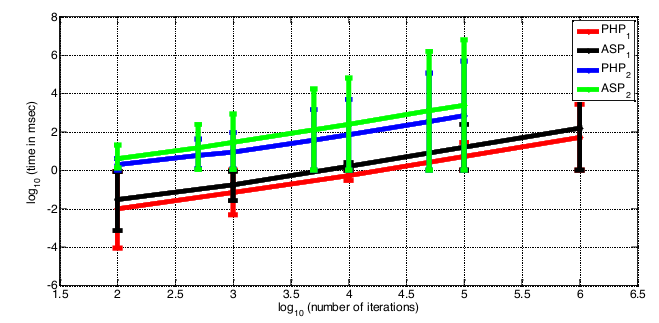 8
6
4
2
0
-2
-4
-6
log10 (time in msec)
PHP1
ASP1
PHP2
ASP2
1.5 2 2.5 3 3.5 4 4.5 5 5.5 6 6.5
log10 (number of iterations)